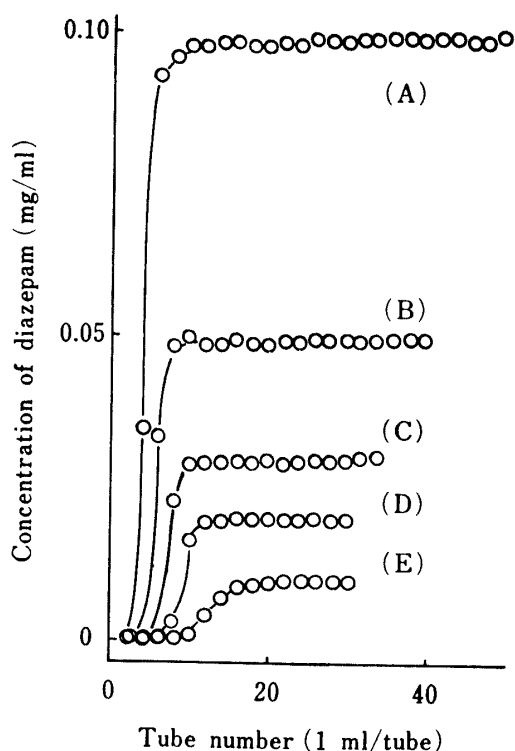 Concentration of diazepam (mg/ml)
0.10
0.05
0
(A)
(B)
(C)
(D)
(E)
0 20 40
Tube number (1 ml/tube)